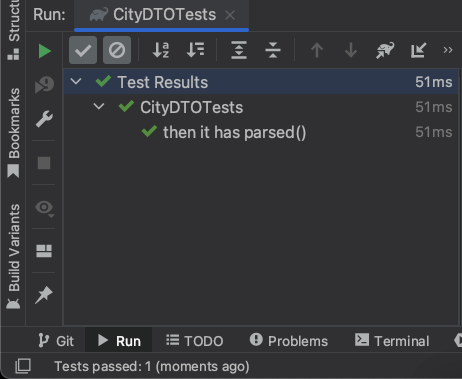 Run: CityDTOTests
Structu
Bookmarks
Build Variants
Test Results 51ms
CityDTOTests 51ms
then it has parsed() 51ms
Git Run TODO Problems Terminal
Tests passed: 1 (moments ago)